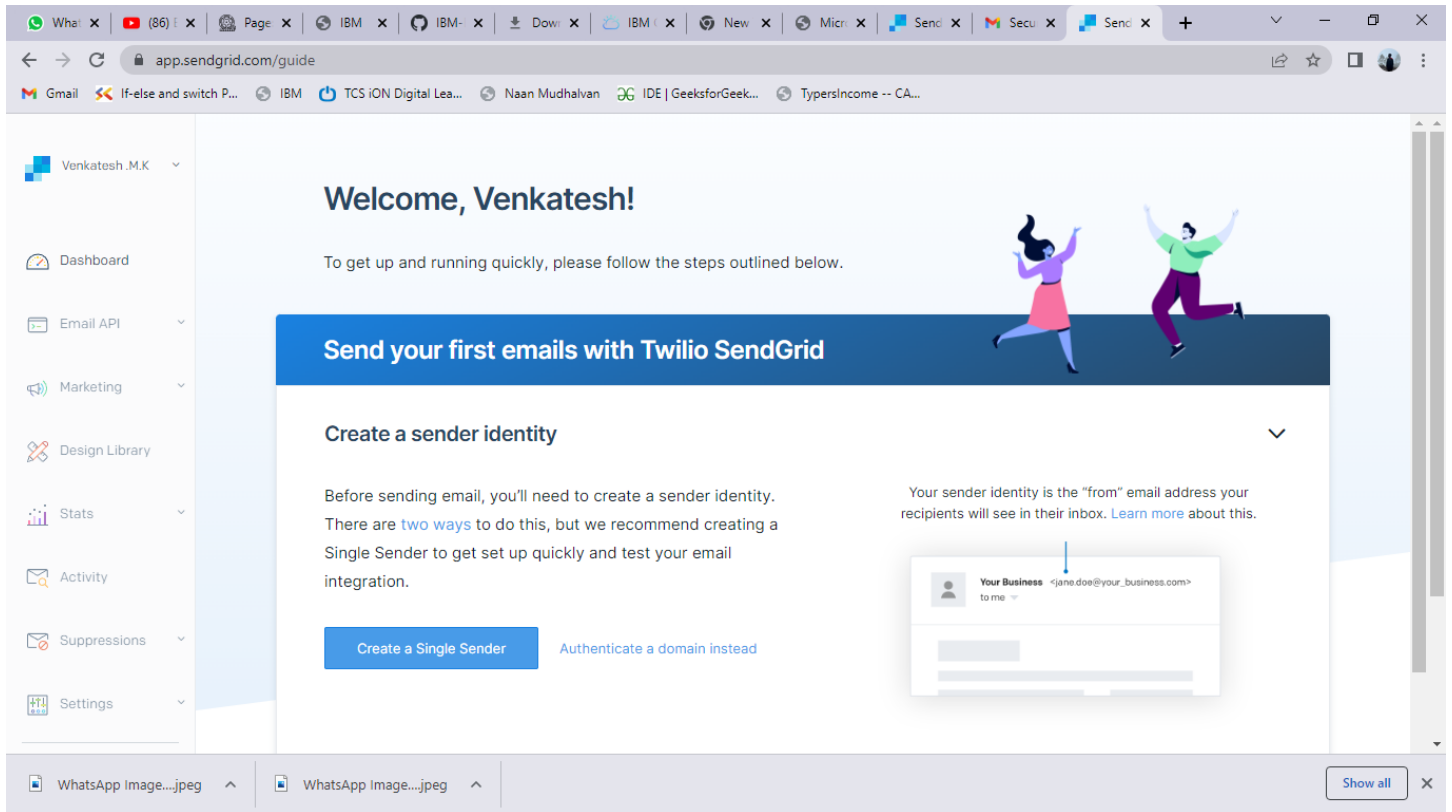 What
(86) E
Page
IBM
IBM-
Dow
IBM
New
Micr
Send
Secu
Send
app.sendgrid.com/guide
Gmail
If-else and switch P...
IBM
TCS iON Digital Lea...
Naan Mudhalvan
IDE | GeeksforGeek...
TypersIncome -- CA...
Venkatesh .M.K
Dashboard
Email API
Marketing
Design Library
Stats
Activity
Suppressions
Settings
Welcome, Venkatesh!
To get up and running quickly, please follow the steps outlined below.
Send your first emails with Twilio SendGrid
Create a sender identity
Before sending email, you’ll need to create a sender identity.
There are two ways to do this, but we recommend creating a
Single Sender to get set up quickly and test your email
integration.
Create a Single Sender
Authenticate a domain instead
Your sender identity is the “from” email address your
recipients will see in their inbox. Learn more about this.
Your Business <jane.doe@your_business.com>
to me
WhatsApp Image....jpeg
WhatsApp Image....jpeg
Show all